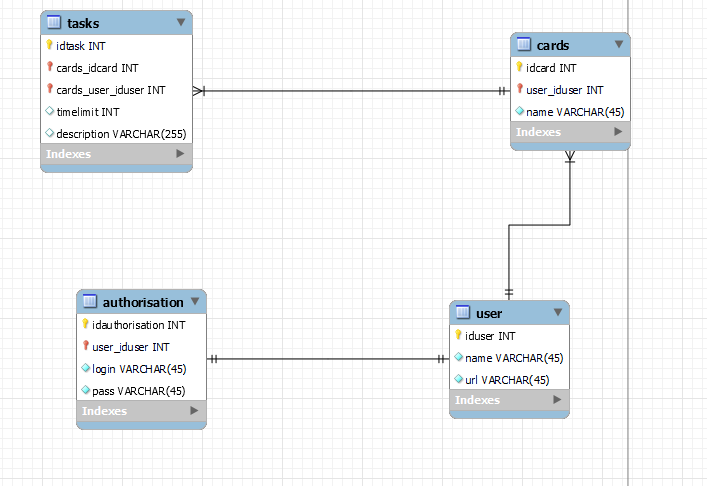 tasks
idtask INT
cards_idcard INT
cards_user_iduser INT
timelimit INT
description VARCHAR(255)
Indexes
cards
idcard INT
user_iduser INT
name VARCHAR(45)
Indexes
authorisation
idauthorisation INT
user_iduser INT
login VARCHAR(45)
pass VARCHAR(45)
Indexes
user
iduser INT
name VARCHAR(45)
url VARCHAR(45)
Indexes